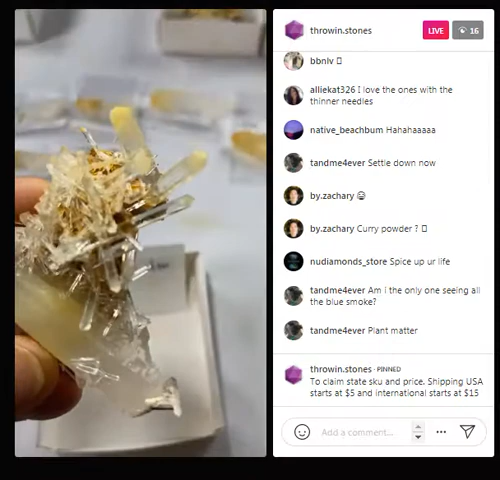 throwin.stones
LIVE
16
bbnlv
alliekat326 I love the ones with the
thinner needles
native_beachbum Hahahaaaaa
tandme4ever Settle down now
by.zachary 😂
by.zachary Curry powder ?
nudiamonds_store Spice up ur life
tandme4ever Am i the only one seeing all
the blue smoke?
tandme4ever Plant matter
throwin.stones · PINNED
To claim state sku and price. Shipping USA
starts at $5 and international starts at $15
Add a comment...